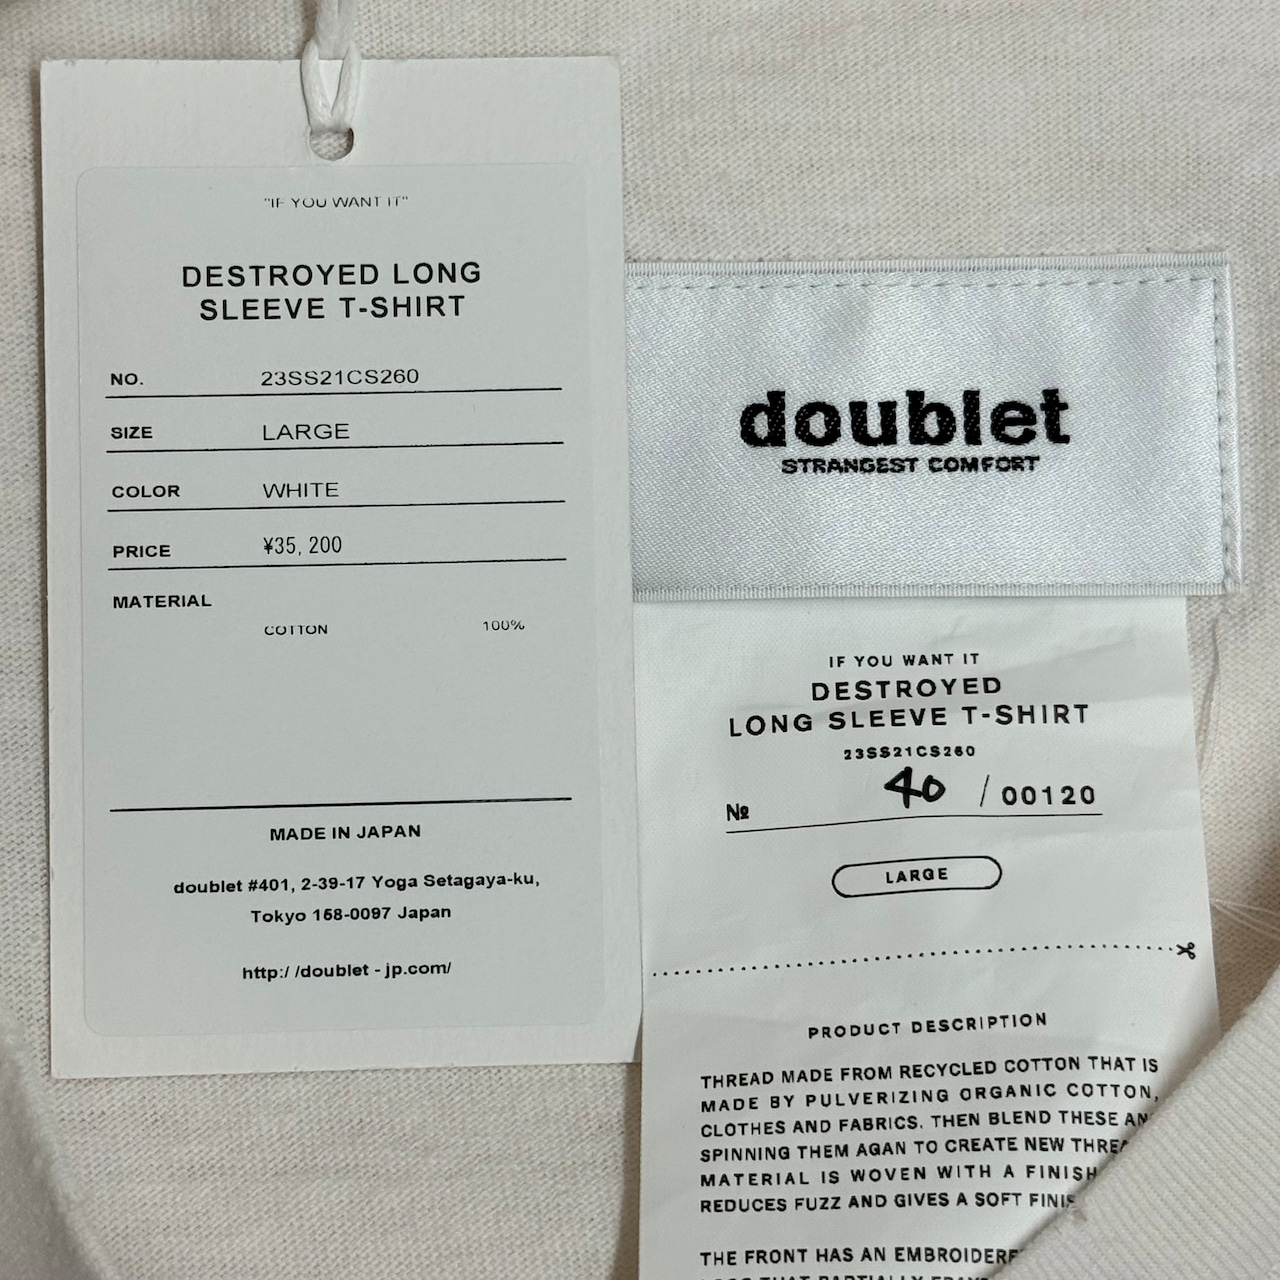 "IF YOU WANT IT"
DESTROYED LONG
SLEEVE T-SHIRT
NO. 23SS21CS260
SIZE LARGE
COLOR WHITE
PRICE ¥35, 200
MATERIAL
COTTON 100%
MADE IN JAPAN
doublet #401, 2-39-17 Yoga Setagaya-ku,
Tokyo 158-0097 Japan
http:/ /doublet - jp.com/
doublet
STRANGEST COMFORT
IF YOU WANT IT
DESTROYED
LONG SLEEVE T-SHIRT
23SS21CS260
№ 40 / 00120
LARGE
PRODUCT DESCRIPTION
THREAD MADE FROM RECYCLED COTTON THAT IS
MADE BY PULVERIZING ORGANIC COTTON,
CLOTHES AND FABRICS. THEN BLEND THESE
SPINNING THEM AGAN TO CREATE NEW
MATERIAL IS WOVEN WITH A FINISH
REDUCES FUZZ AND GIVES A SOFT
THE FRONT HAS AN
THAT PARTIALLY